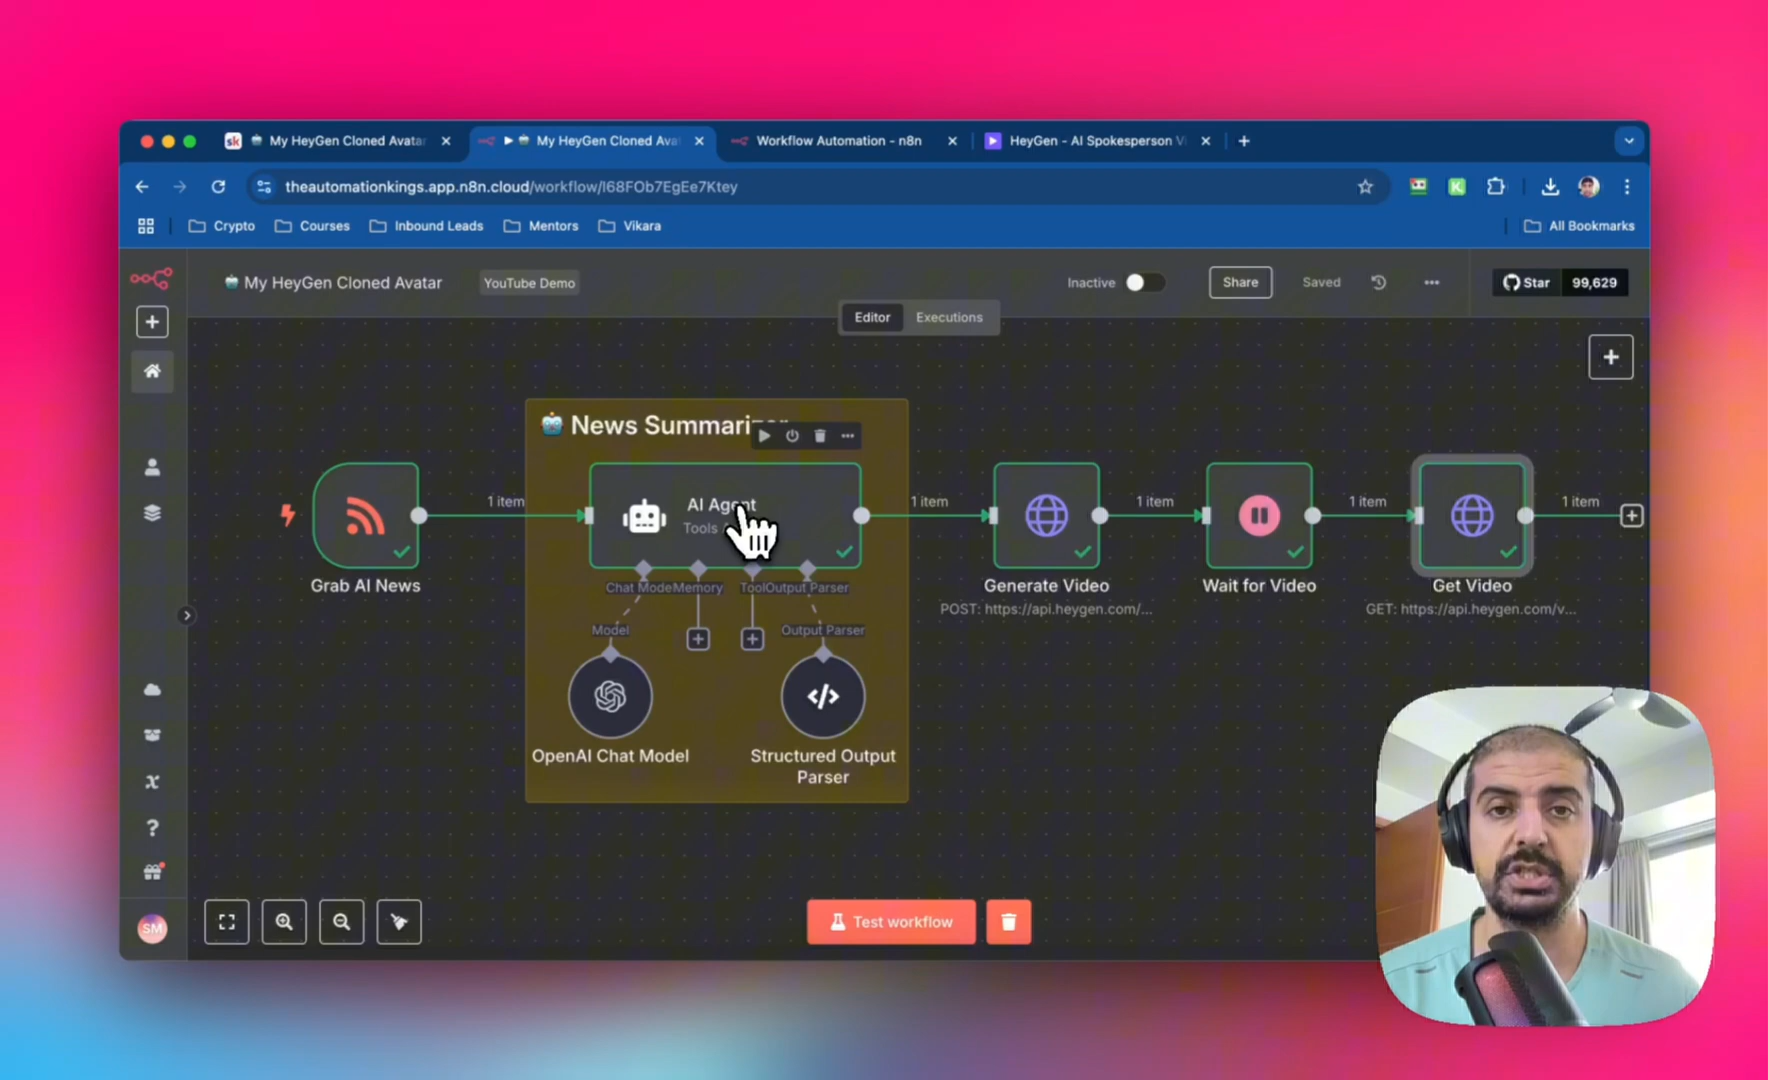 sk My HeyGen Cloned Avatar
My HeyGen Cloned Ava
Workflow Automation - n8n
HeyGen - AI Spokesperson V
theautomationkings.app.n8n.cloud/workflow/I68FOb7EgEe7Ktey
K
Crypto
Courses
Inbound Leads
Mentors
Vikara
All Bookmarks
My HeyGen Cloned Avatar
YouTube Demo
Inactive
Share
Saved
Star
99,629
Editor
Executions
News Summarizer
1 item
AI Agent
Tools
1 item
1 item
1 item
1 item
Chat Model
Memory
Tool
Output Parser
Grab AI News
Generate Video
POST: https://api.heygen.com/...
Wait for Video
Get Video
GET: https://api.heygen.com/v...
Model
Output Parser
OpenAI Chat Model
Structured Output
Parser
SM
Test workflow